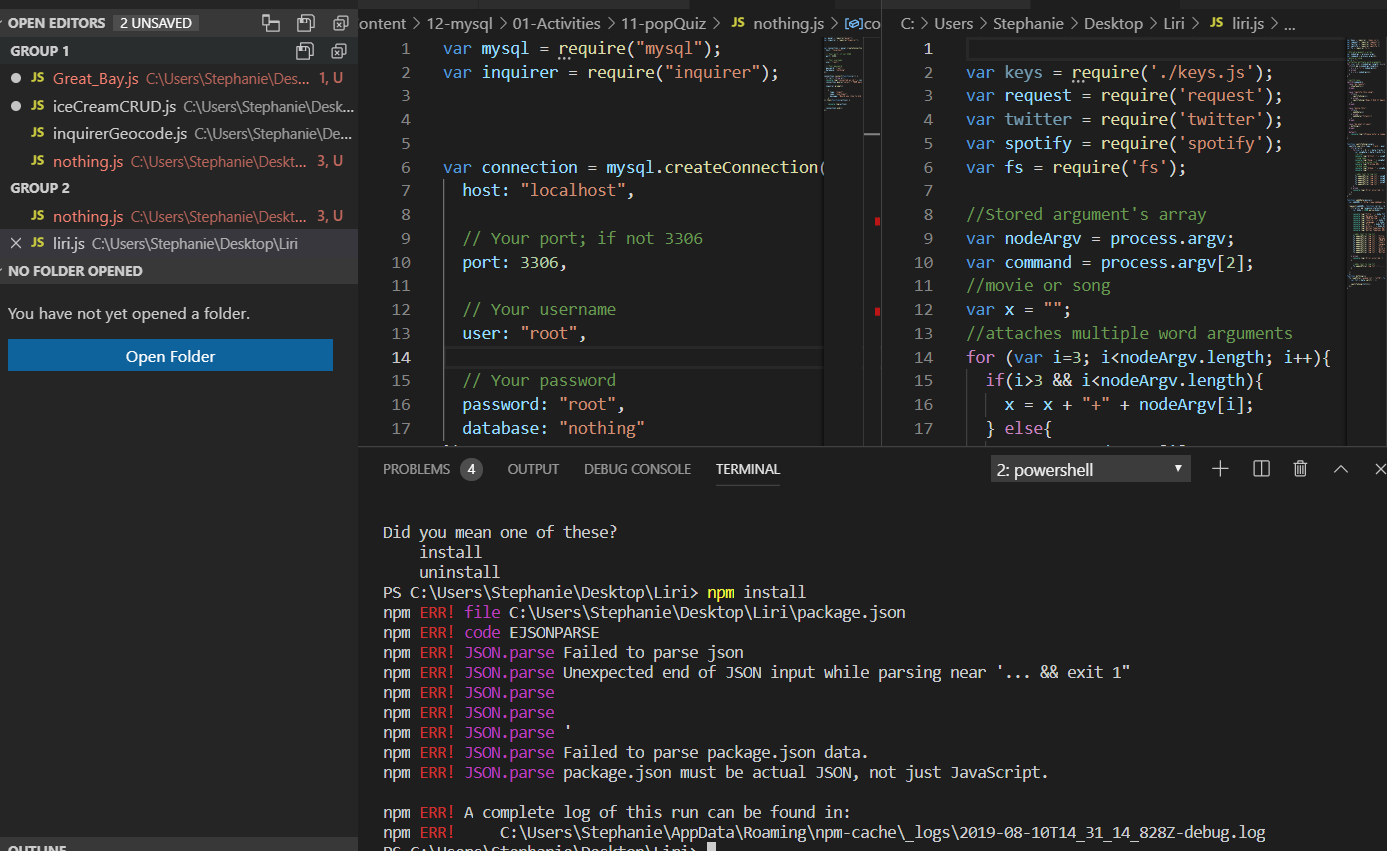 OPEN EDITORS 2 UNSAVED
GROUP 1
JS Great_Bay.js C:\Users\Stephanie\Des... 1, U
JS iceCreamCRUD.js C:\Users\Stephanie\Desk...
JS inquirerGeocode.js C:\Users\Stephanie\De...
JS nothing.js C:\Users\Stephanie\Deskt... 3, U
GROUP 2
JS nothing.js C:\Users\Stephanie\Deskt... 3, U
JS liri.js C:\Users\Stephanie\Desktop\Liri
NO FOLDER OPENED
You have not yet opened a folder.
Open Folder
OUTLINE
ontent > 12-mysql > 01-Activities > 11-popQuiz > JS nothing.js > co
1 var mysql = require("mysql");
2 var inquirer = require("inquirer");
3
4
5
6 var connection = mysql.createConnection(
7 host: "localhost",
8
9 // Your port; if not 3306
10 port: 3306,
11
12 // Your username
13 user: "root",
14
15 // Your password
16 password: "root",
17 database: "nothing"
C: > Users > Stephanie > Desktop > Liri > JS liri.js > ...
1
2 var keys = require('./keys.js');
3 var request = require('request');
4 var twitter = require('twitter');
5 var spotify = require('spotify');
6 var fs = require('fs');
7
8 //Stored argument's array
9 var nodeArgv = process.argv;
10 var command = process.argv[2];
11 //movie or song
12 var x = "";
13 //attaches multiple word arguments
14 for (var i=3; i<nodeArgv.length; i++){
15 if(i>3 && i<nodeArgv.length){
16 x = x + "+" + nodeArgv[i];
17 } else{
PROBLEMS 4 OUTPUT DEBUG CONSOLE TERMINAL 2: powershell
Did you mean one of these?
install
uninstall
PS C:\Users\Stephanie\Desktop\Liri> npm install
npm ERR! file C:\Users\Stephanie\Desktop\Liri\package.json
npm ERR! code EJSONPARSE
npm ERR! JSON.parse Failed to parse json
npm ERR! JSON.parse Unexpected end of JSON input while parsing near '... && exit 1"
npm ERR! JSON.parse
npm ERR! JSON.parse
npm ERR! JSON.parse '
npm ERR! JSON.parse Failed to parse package.json data.
npm ERR! JSON.parse package.json must be actual JSON, not just JavaScript.
npm ERR! A complete log of this run can be found in:
npm ERR! C:\Users\Stephanie\AppData\Roaming\npm-cache\_logs\2019-08-10T14_31_14_828Z-debug.log
PS C:\Users\Stephanie\Desktop\Liri>